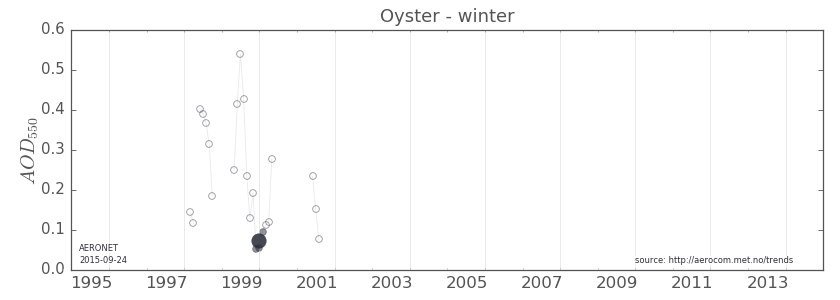 Oyster - winter
0.6
0.5
0.4
0.3
0.2
0.1
0.0
AOD550
AERONET
2015-09-24
source: http://aerocom.met.no/trends
1995 1997 1999 2001 2003 2005 2007 2009 2011 2013